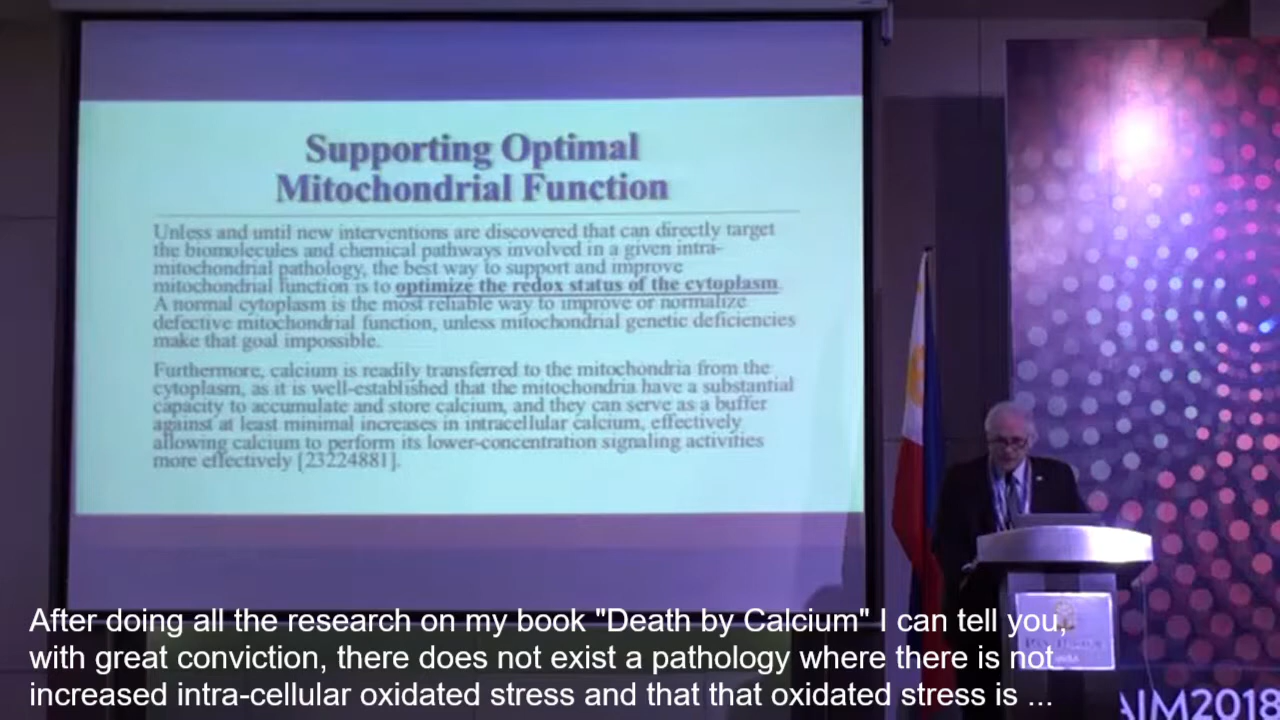 Supporting Optimal
Mitochondrial Function
Unless and until new interventions are discovered that can directly target
the biomolecules and chemical pathways involved in a given intra-
mitochondrial pathology, the best way to support and improve
mitochondrial function is to optimize the redox status of the cytoplasm.
A normal cytoplasm is the most reliable way to improve or normalize
defective mitochondrial function, unless mitochondrial genetic deficiencies
make that goal impossible.
Furthermore, calcium is readily transferred to the mitochondria from the
cytoplasm, as it is well-established that the mitochondria have a substantial
capacity to accumulate and store calcium, and they can serve as a buffer
against at least minimal increases in intracellular calcium, effectively
allowing calcium to perform its lower-concentration signaling activities
more effectively [23224881].
AIM2018
After doing all the research on my book "Death by Calcium" I can tell you,
with great conviction, there does not exist a pathology where there is not
increased intra-cellular oxidated stress and that that oxidated stress is ...